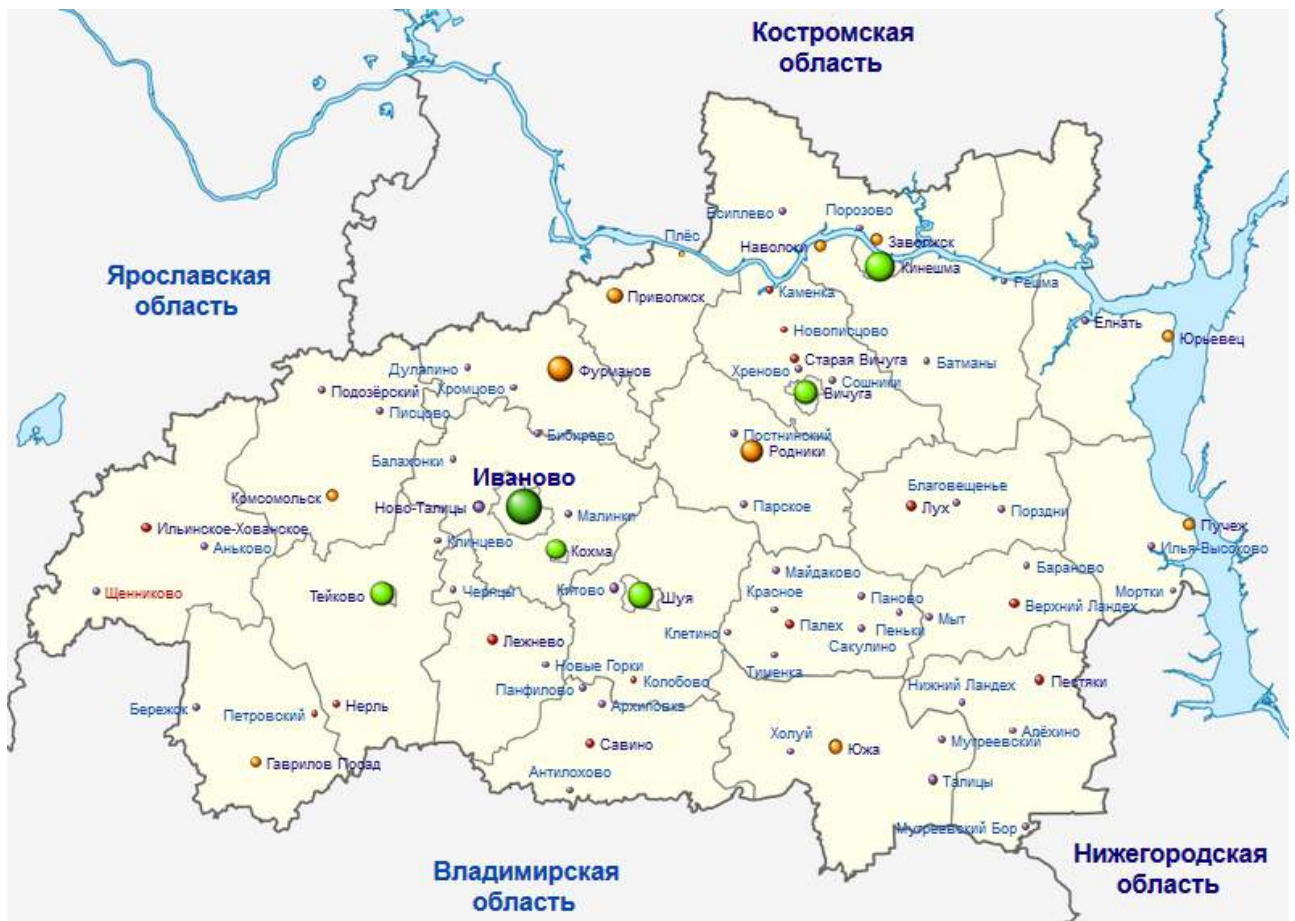 Костромская
область
Ярославская
область
Есиплево
Порозово
Плёс
Наволоки
Заволжск
Кинешма
Решма
Каменка
Приволжск
Елнать
Юрьевец
Новописцово
Старая Вичуга
Хреново
Сошники
Батманы
Вичуга
Дуляпино
Фурманов
Хромцово
Подозёрский
Писцово
Бибирево
Постнинский
Родники
Балахонки
Иваново
Комсомольск
Ново-Талицы
Малинки
Парское
Благовещенье
Лух
Порздни
Пучеж
Ильинское-Хованское
Аньково
Клинцево
Кохма
Илья-Высоково
Щенниково
Тейково
Чернцы
Китово
Шуя
Майдаково
Бараново
Мортки
Красное
Паново
Верхний Ландех
Палех
Пеньки
Мыт
Клетино
Сакулино
Лежнево
Новые Горки
Тименка
Панфилово
Колобово
Нижний Ландех
Пестяки
Бережок
Петровский
Нерль
Архиповка
Савино
Холуй
Южа
Мугреевский
Алёхино
Гаврилов Посад
Антилохово
Талицы
Мугреевский Бор
Владимирская
область
Нижегородская
область